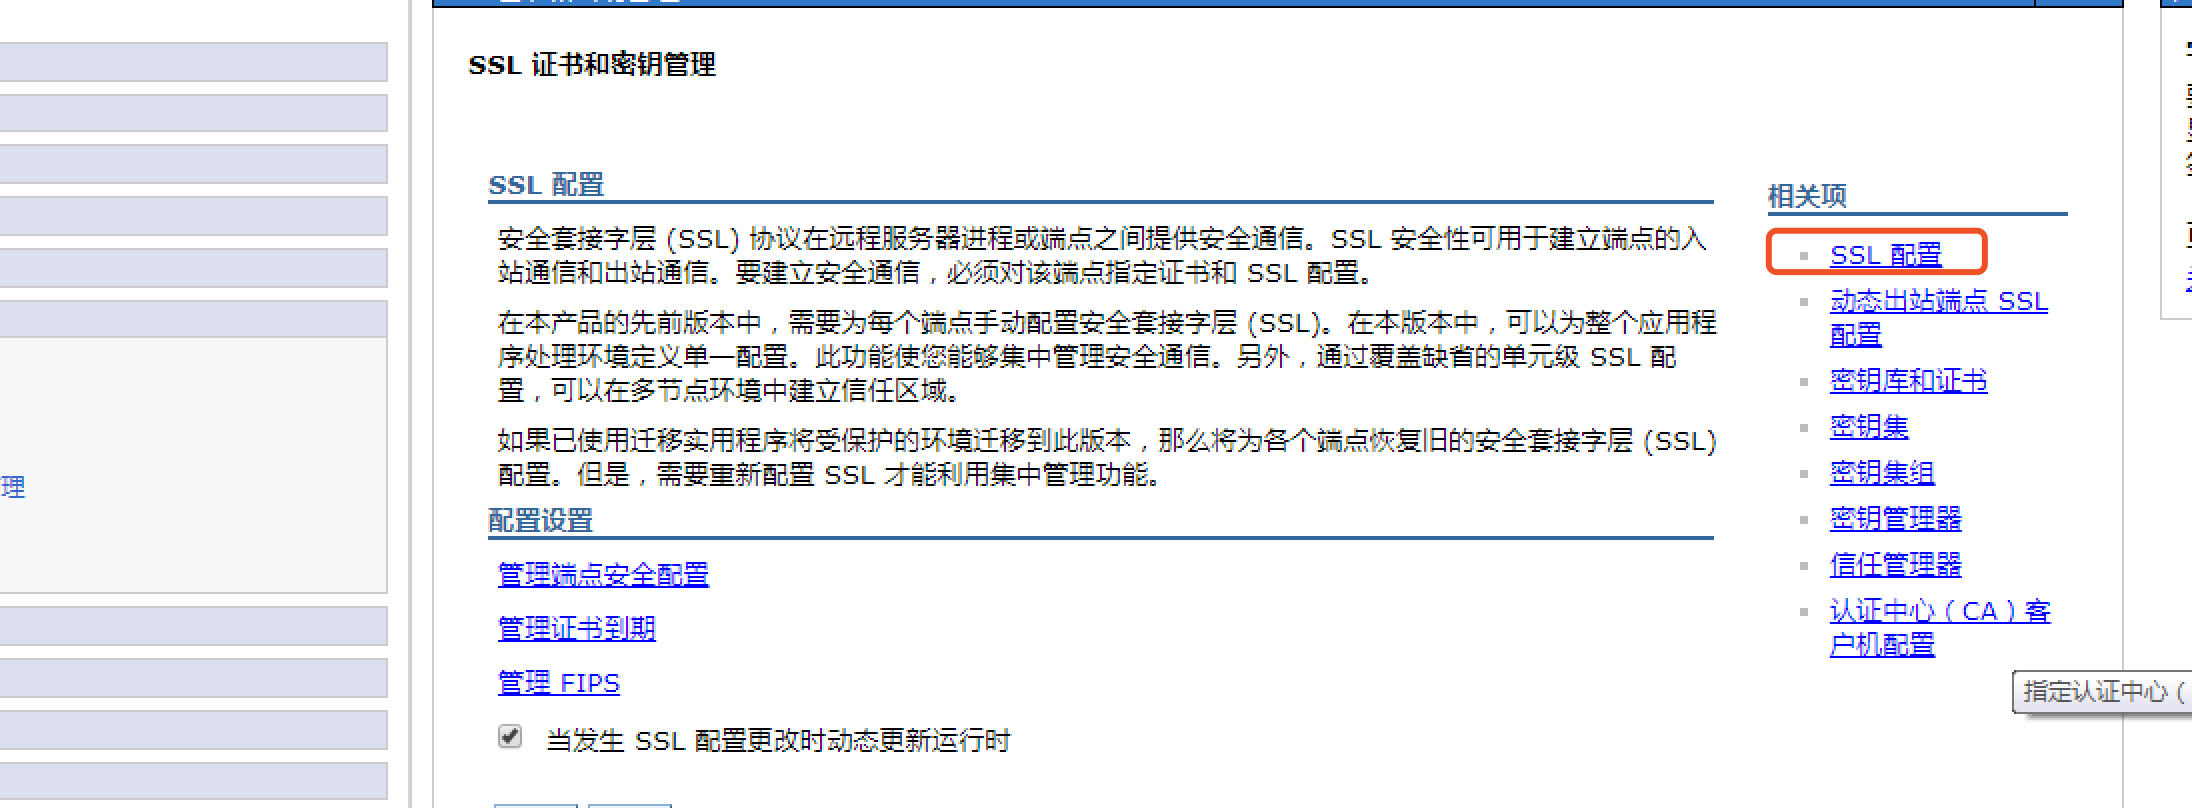 SSL 证书和密钥管理
SSL 配置
安全套接字层 (SSL) 协议在远程服务器进程或端点之间提供安全通信。SSL 安全性可用于建立端点的入
站通信和出站通信。要建立安全通信，必须对该端点指定证书和 SSL 配置。
在本产品的先前版本中，需要为每个端点手动配置安全套接字层 (SSL)。在本版本中，可以为整个应用程
序处理环境定义单一配置。此功能使您能够集中管理安全通信。另外，通过覆盖缺省的单元级 SSL 配
置，可以在多节点环境中建立信任区域。
如果已使用迁移实用程序将受保护的环境迁移到此版本，那么将为各个端点恢复旧的安全套接字层 (SSL)
配置。但是，需要重新配置 SSL 才能利用集中管理功能。
配置设置
管理端点安全配置
管理证书到期
管理 FIPS
当发生 SSL 配置更改时动态更新运行时
相关项
SSL 配置
动态出站端点 SSL
配置
密钥库和证书
密钥集
密钥集组
密钥管理器
信任管理器
认证中心（CA）客
户机配置
指定认证中心（
理